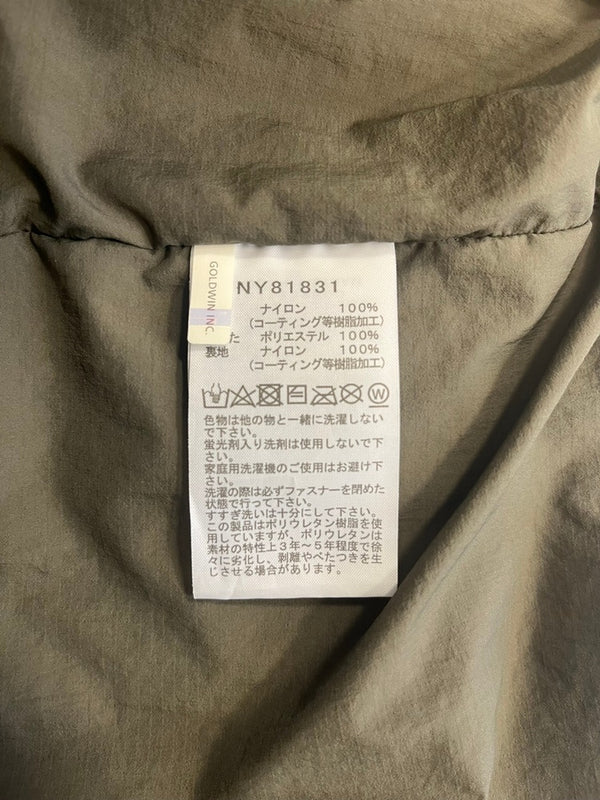 GOLDWIN INC.
NY81831
ナイロン 100%
(コーティング等樹脂加工)
た ポリエステル 100%
裏地 ナイロン 100%
(コーティング等樹脂加工)
W
色物は他の物と一緒に洗濯しない
で下さい。
蛍光剤入り洗剤は使用しないで下
さい。
家庭用洗濯機のご使用はお避け下
さい。
洗濯の際は必ずファスナーを閉めた
状態で行って下さい。
すすぎ洗いは十分にして下さい。
この製品はポリウレタン樹脂を使
用していますが、ポリウレタンは
素材の特性上3年～5年程度で徐
々に劣化し、剥離やべたつきを生
じさせる場合があります。